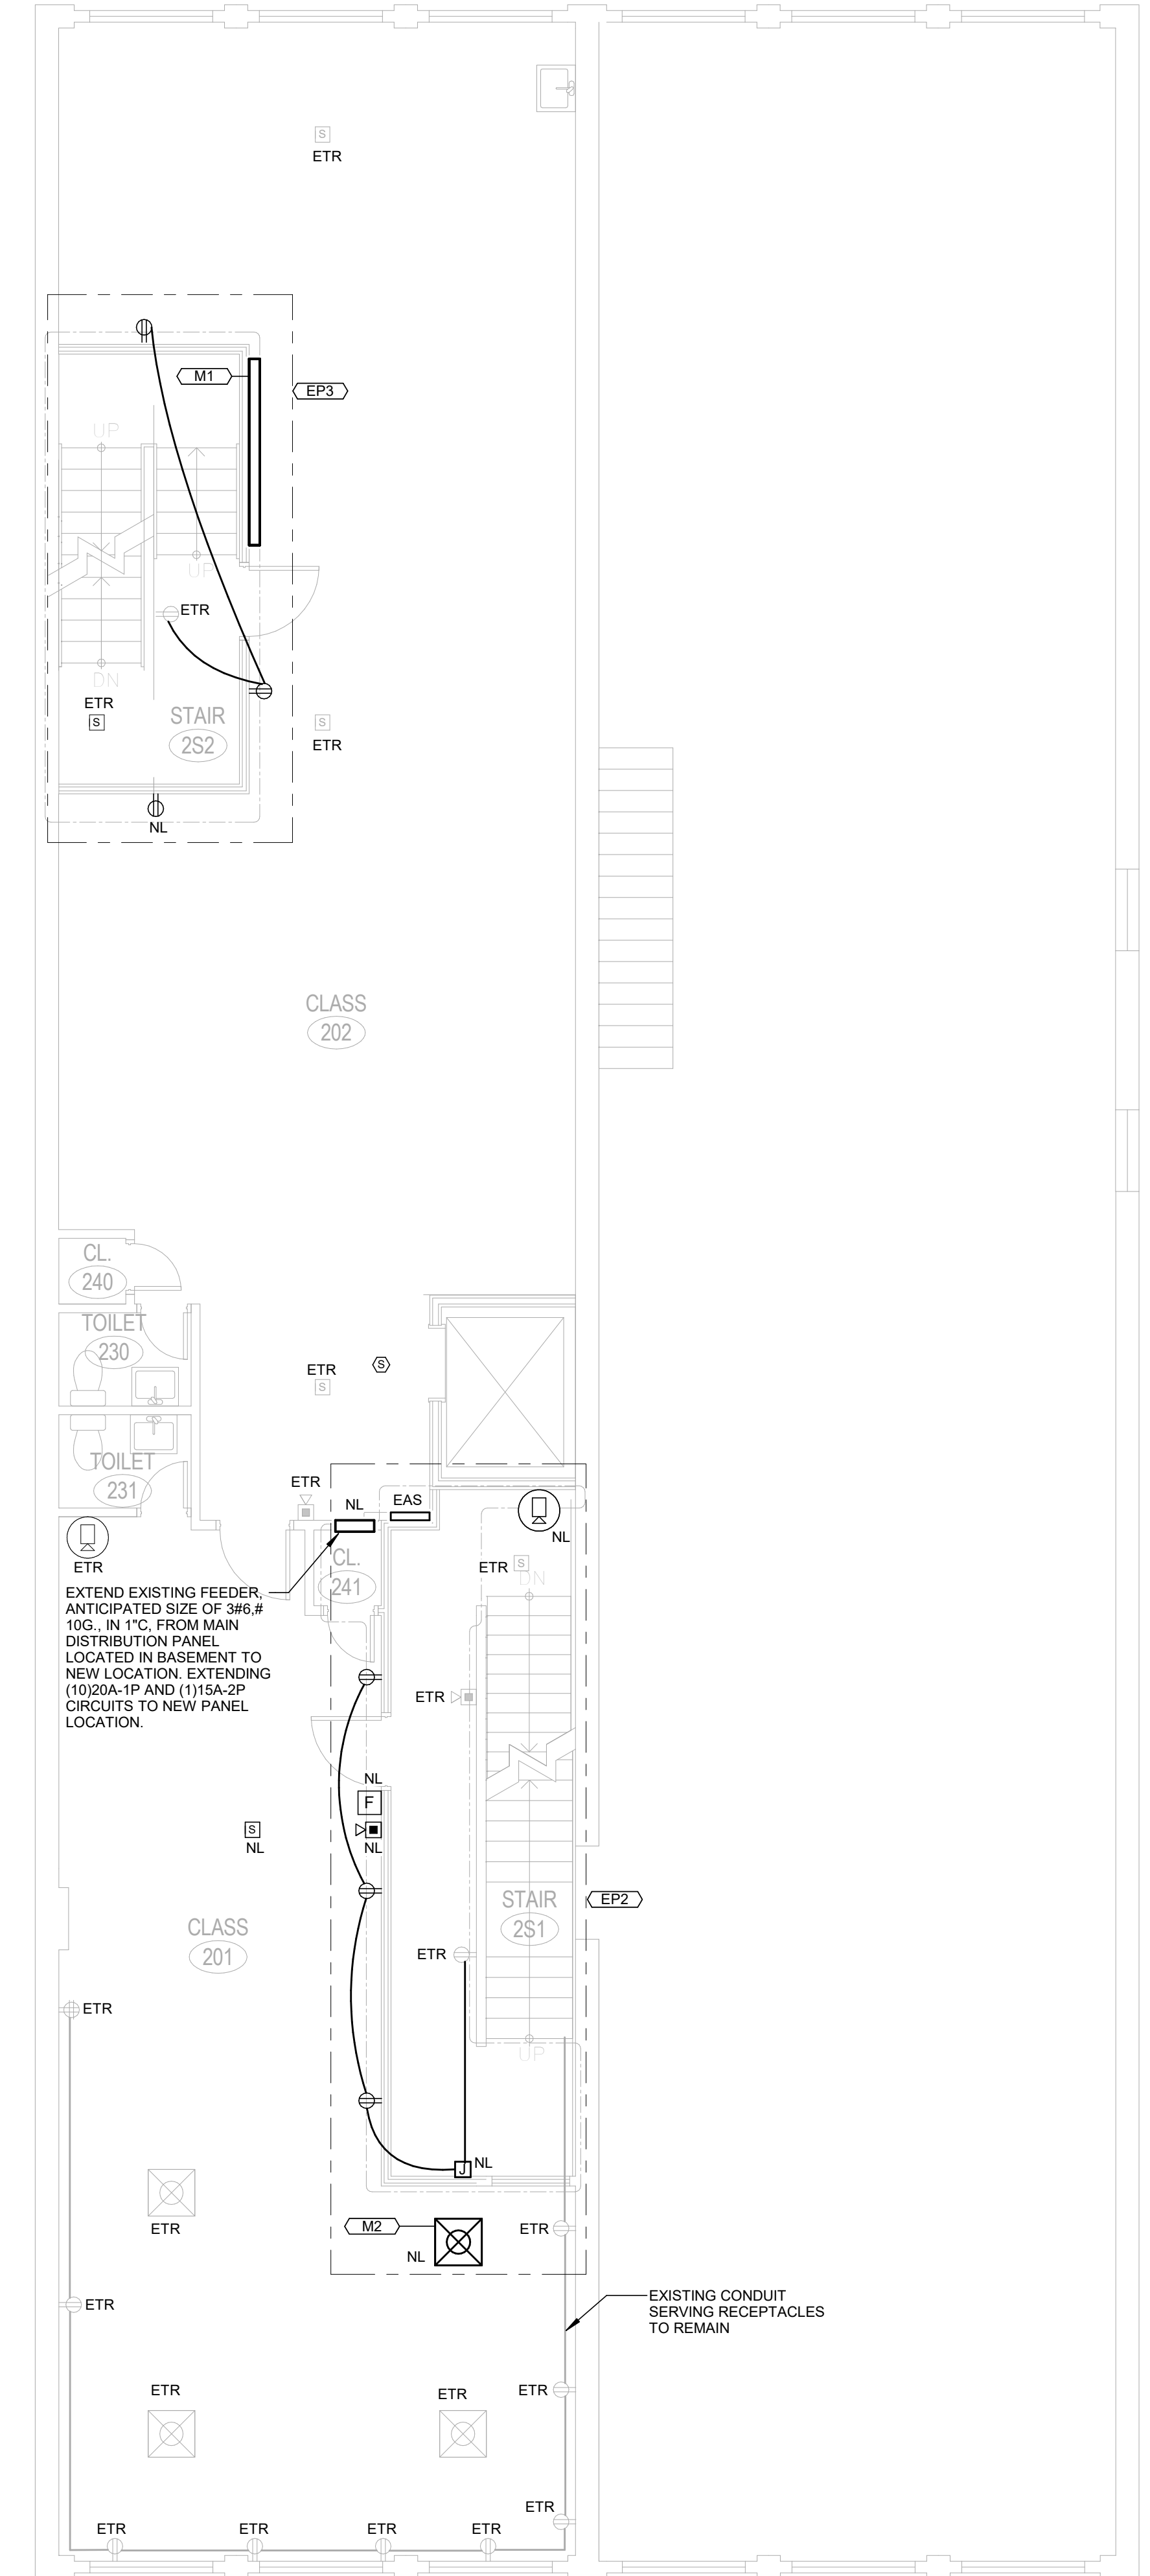 S
ETR
M1
EP3
UP
UP
ETR
DN
ETR
S
STAIR
2S2
S
ETR
NL
CLASS
202
CL.
240
TOILET
230
ETR
S
S
TOILET
231
ETR
NL
EAS
NL
ETR
ETR
S
DN
CL.
241
EXTEND EXISTING FEEDER,
ANTICIPATED SIZE OF 3#6,#
10G., IN 1"C, FROM MAIN
DISTRIBUTION PANEL
LOCATED IN BASEMENT TO
NEW LOCATION. EXTENDING
(10)20A-1P AND (1)15A-2P
CIRCUITS TO NEW PANEL
LOCATION.
ETR
NL
F
S
NL
NL
STAIR
2S1
EP2
CLASS
201
ETR
ETR
UP
J
NL
M2
NL
ETR
ETR
ETR
EXISTING CONDUIT
SERVING RECEPTACLES
TO REMAIN
ETR
ETR
ETR
ETR
ETR
ETR
ETR
ETR